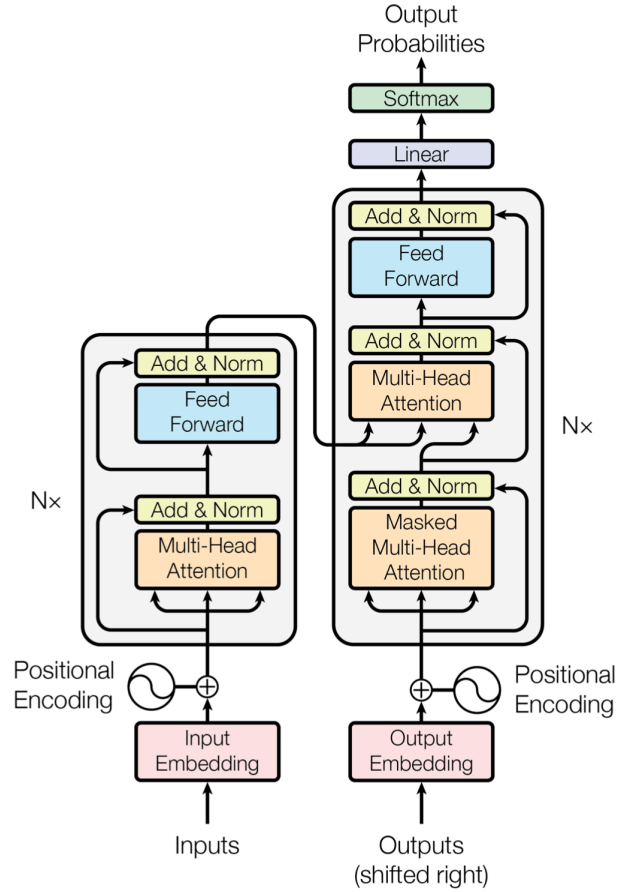 Output
Probabilities
Softmax
Linear
Add & Norm
Feed
Forward
Add & Norm
Multi-Head
Attention
Add & Norm
Masked
Multi-Head
Attention
N×
Add & Norm
Feed
Forward
Add & Norm
Multi-Head
Attention
N×
Positional
Encoding
Positional
Encoding
Input
Embedding
Output
Embedding
Inputs
Outputs
(shifted right)